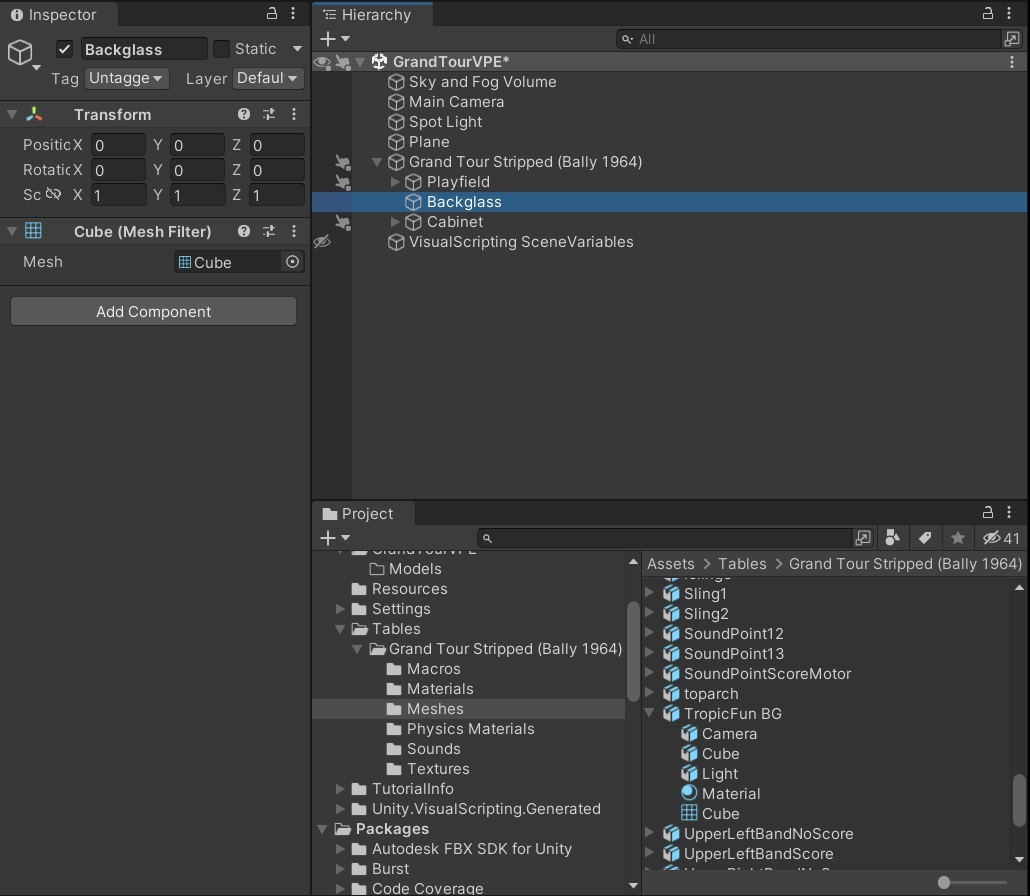 Inspector
Backglass
Static
Tag Untagge
Layer Defaul
Transform
Positic X 0 Y 0 Z 0
Rotatic X 0 Y 0 Z 0
Sc X 1 Y 1 Z 1
Cube (Mesh Filter)
Mesh
Cube
Add Component
Hierarchy
All
GrandTourVPE*
Sky and Fog Volume
Main Camera
Spot Light
Plane
Grand Tour Stripped (Bally 1964)
Playfield
Backglass
Cabinet
VisualScripting SceneVariables
Project
41
GrandTourVPE
Models
Resources
Settings
Tables
Grand Tour Stripped (Bally 1964)
Macros
Materials
Meshes
Physics Materials
Sounds
Textures
TutorialInfo
Unity.VisualScripting.Generated
Packages
Autodesk FBX SDK for Unity
Burst
Code Coverage
Assets > Tables > Grand Tour Stripped (Bally 1964)
Sling1
Sling2
SoundPoint12
SoundPoint13
SoundPointScoreMotor
toparch
TropicFun BG
Camera
Cube
Light
Material
Cube
UpperLeftBandNoScore
UpperLeftBandScore